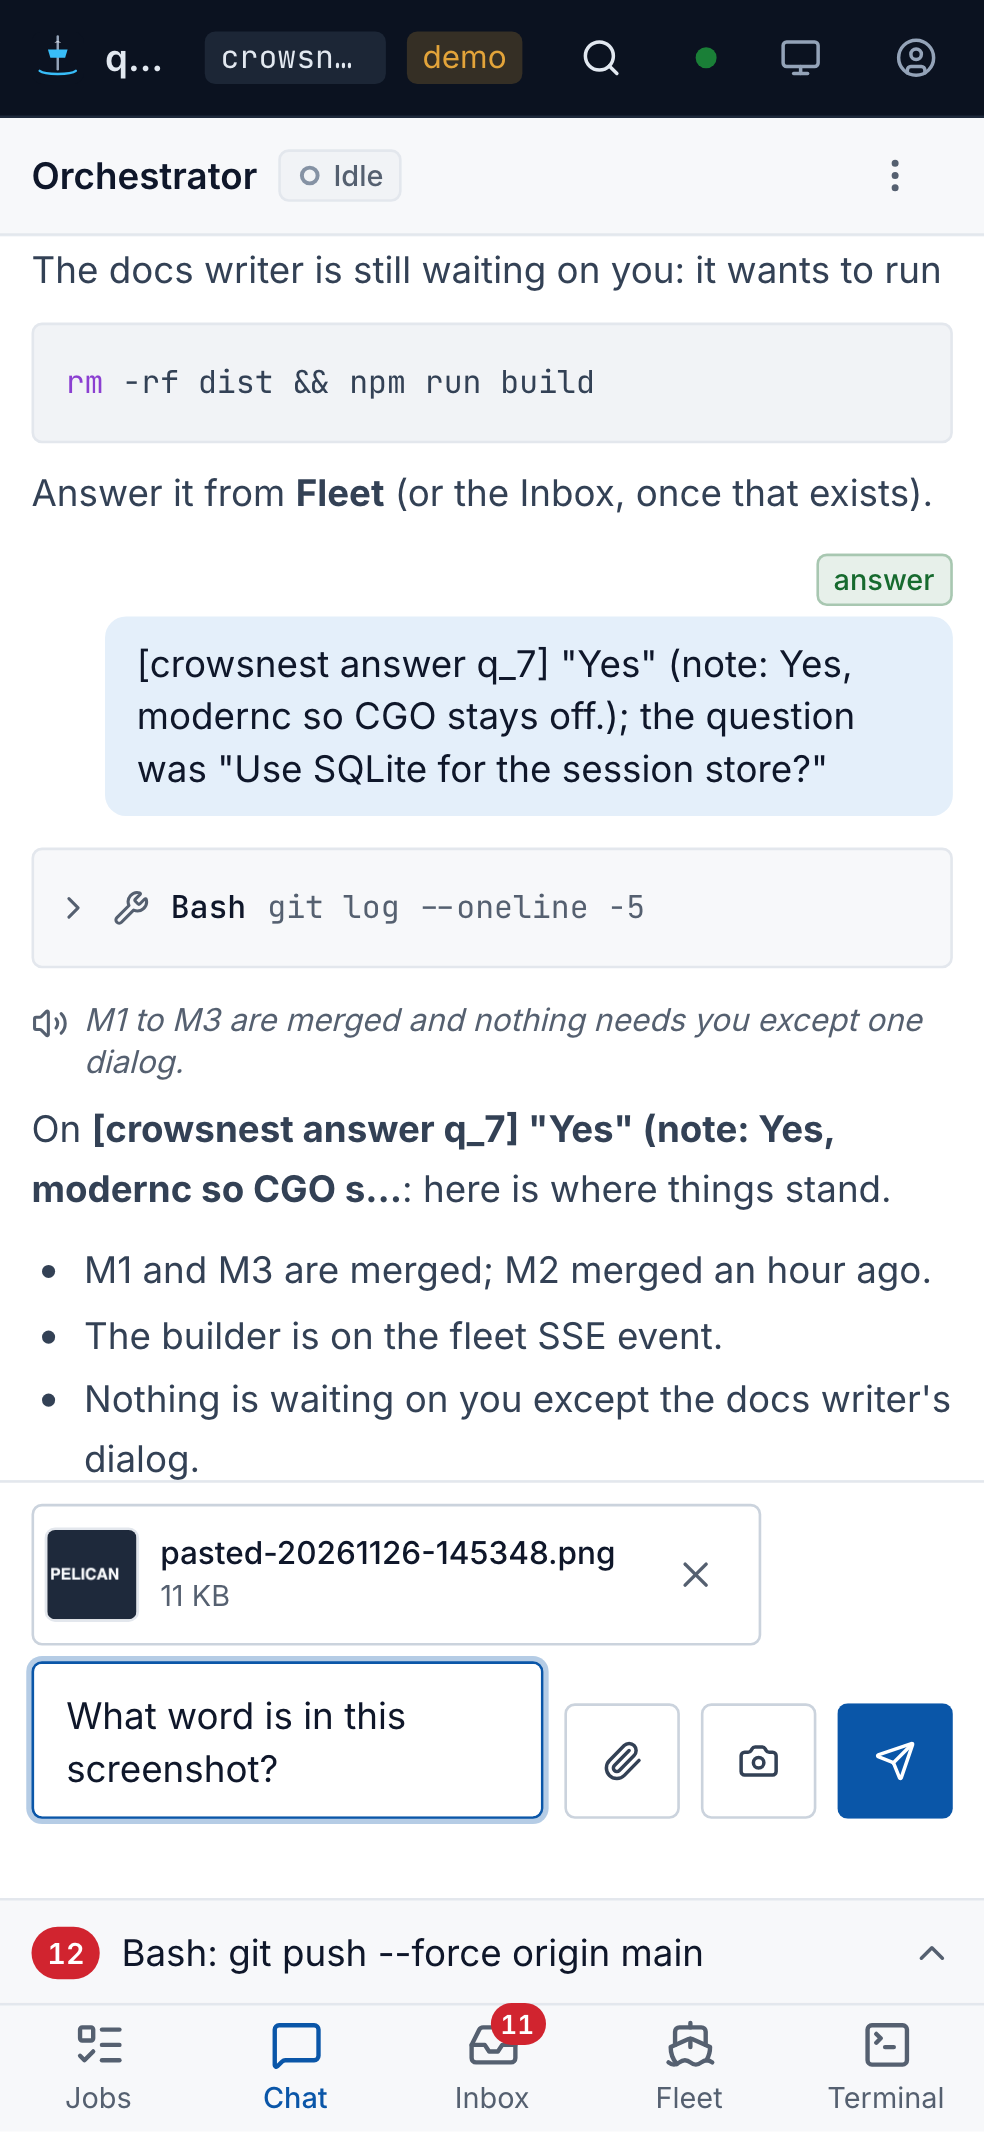 q...
crowsn...
demo
Orchestrator
Idle
The docs writer is still waiting on you: it wants to run
rm -rf dist && npm run build
Answer it from Fleet (or the Inbox, once that exists).
answer
[crowsnest answer q_7] "Yes" (note: Yes,
modernc so CGO stays off.); the question
was "Use SQLite for the session store?"
Bash git log --oneline -5
M1 to M3 are merged and nothing needs you except one
dialog.
On [crowsnest answer q_7] "Yes" (note: Yes,
modernc so CGO s...: here is where things stand.
• M1 and M3 are merged; M2 merged an hour ago.
• The builder is on the fleet SSE event.
• Nothing is waiting on you except the docs writer's
dialog.
PELICAN
pasted-20261126-145348.png
11 KB
What word is in this
screenshot?
12 Bash: git push --force origin main
11
Jobs
Chat
Inbox
Fleet
Terminal